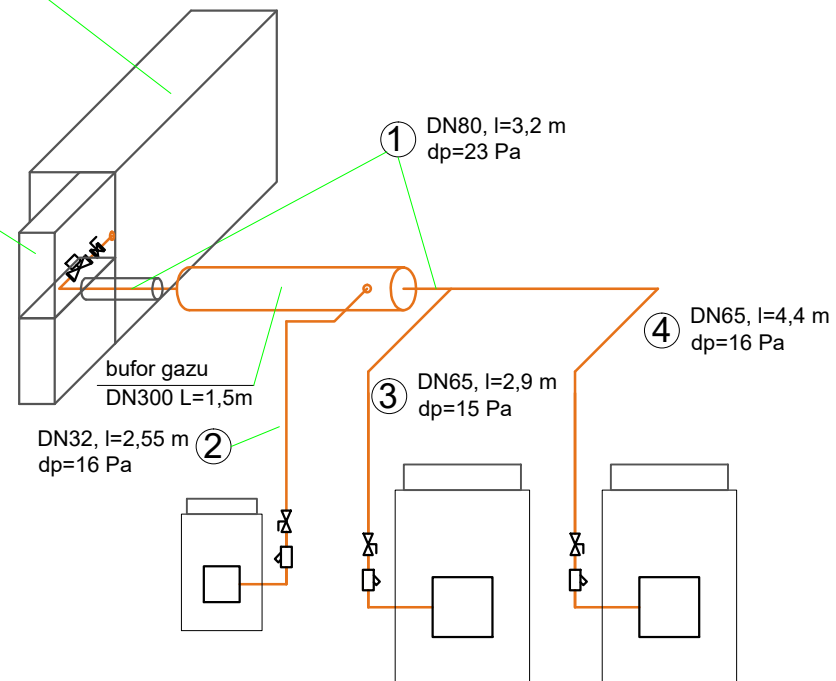 1
DN80, l=3,2 m
dp=23 Pa
4
DN65, l=4,4 m
dp=16 Pa
bufor gazu
DN300 L=1,5m
3
DN65, l=2,9 m
dp=15 Pa
DN32, l=2,55 m
dp=16 Pa
2